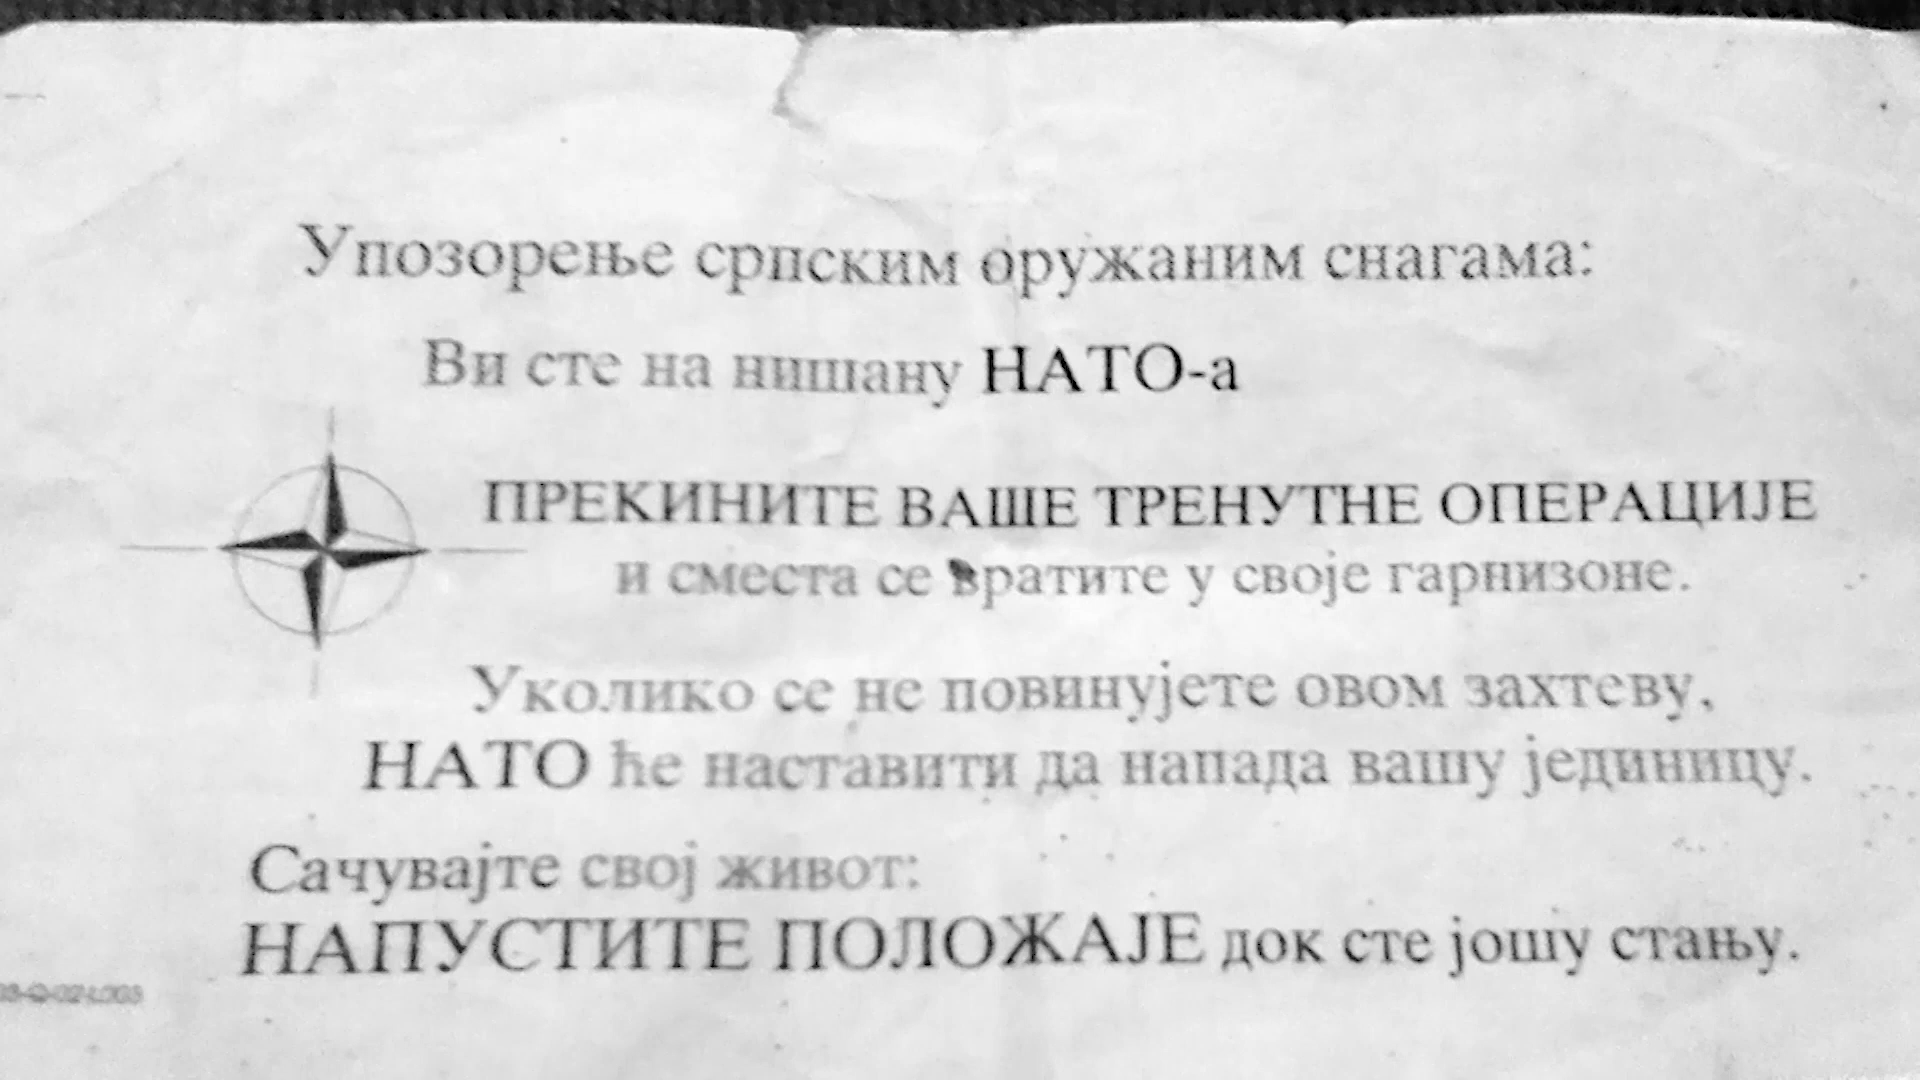 Упозорење српским оружаним снагама:
Ви сте на нишану НАТО-а
ПРЕКИНИТЕ ВАШЕ ТРЕНУТНЕ ОПЕРАЦИЈЕ
и сместа се вратите у своје гарнизоне.
Уколико се не повинујете овом захтеву,
НАТО ће наставити да напада вашу јединицу.
Сачувајте свој живот:
НАПУСТИТЕ ПОЛОЖАЈЕ док сте јошу стању.